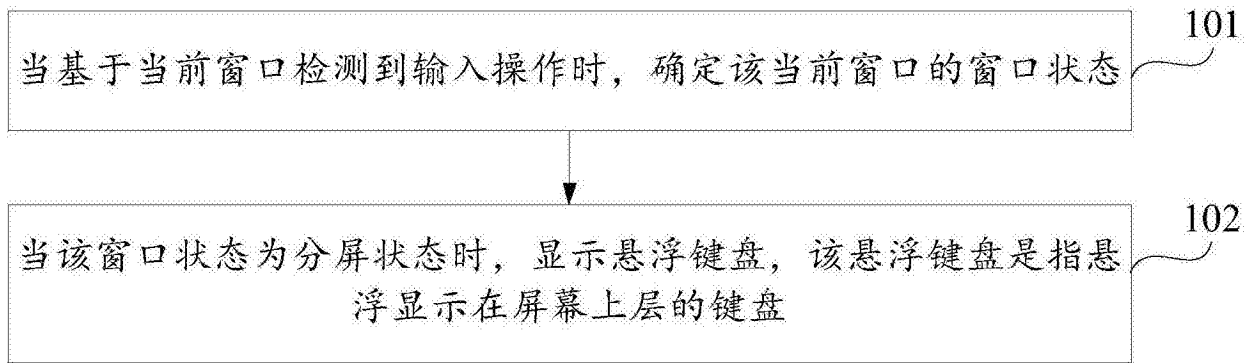 101
当基于当前窗口检测到输入操作时，确定该当前窗口的窗口状态
102
当该窗口状态为分屏状态时，显示悬浮键盘，该悬浮键盘是指悬
浮显示在屏幕上层的键盘